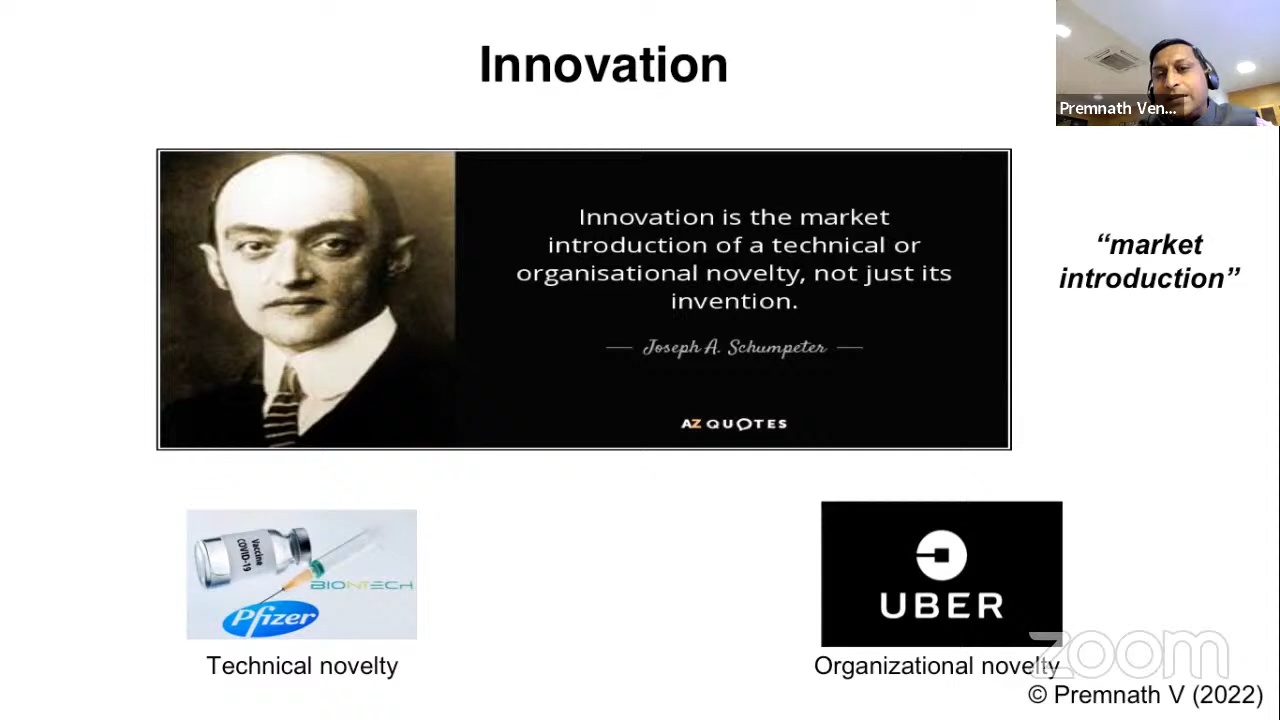 Innovation
Premnath Ven...
Innovation is the market
introduction of a technical or
organisational novelty, not just its
invention.
Joseph A. Schumpeter
AZ QUOTES
“market
introduction”
Vaccine
COVID-19
BIONTECH
Pfizer
UBER
Technical novelty
Organizational novelty
zoom
© Premnath V (2022)